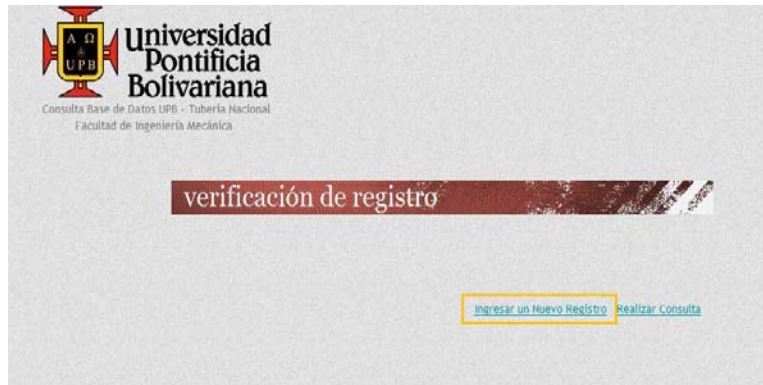 A Ω
&
UPB
Universidad
Pontificia
Bolivariana
Consulta Base de Datos UPB - Tubería Nacional
Facultad de Ingeniería Mecánica
verificación de registro
Ingresar un Nuevo Registro Realizar Consulta